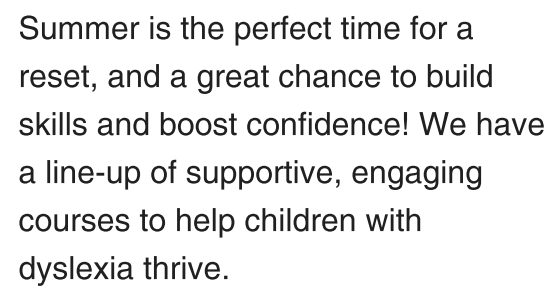 Summer is the perfect time for a
reset, and a great chance to build
skills and boost confidence! We have
a line-up of supportive, engaging
courses to help children with
dyslexia thrive.